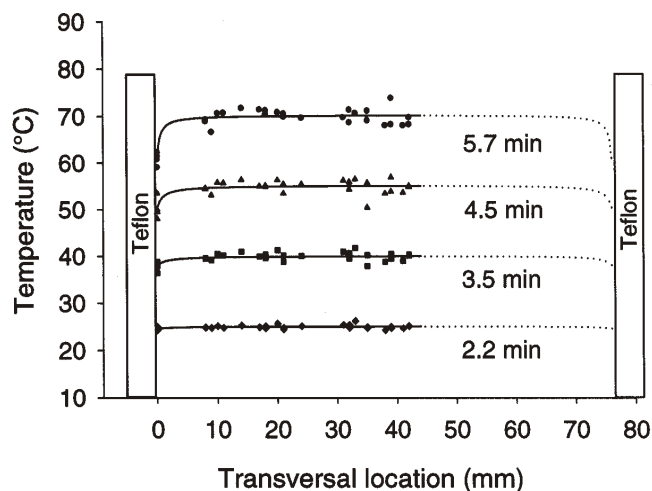 90
80
70
60
50
40
30
20
10
Temperature (°C)
Teflon
Teflon
5.7 min
4.5 min
3.5 min
2.2 min
0 10 20 30 40 50 60 70 80
Transversal location (mm)